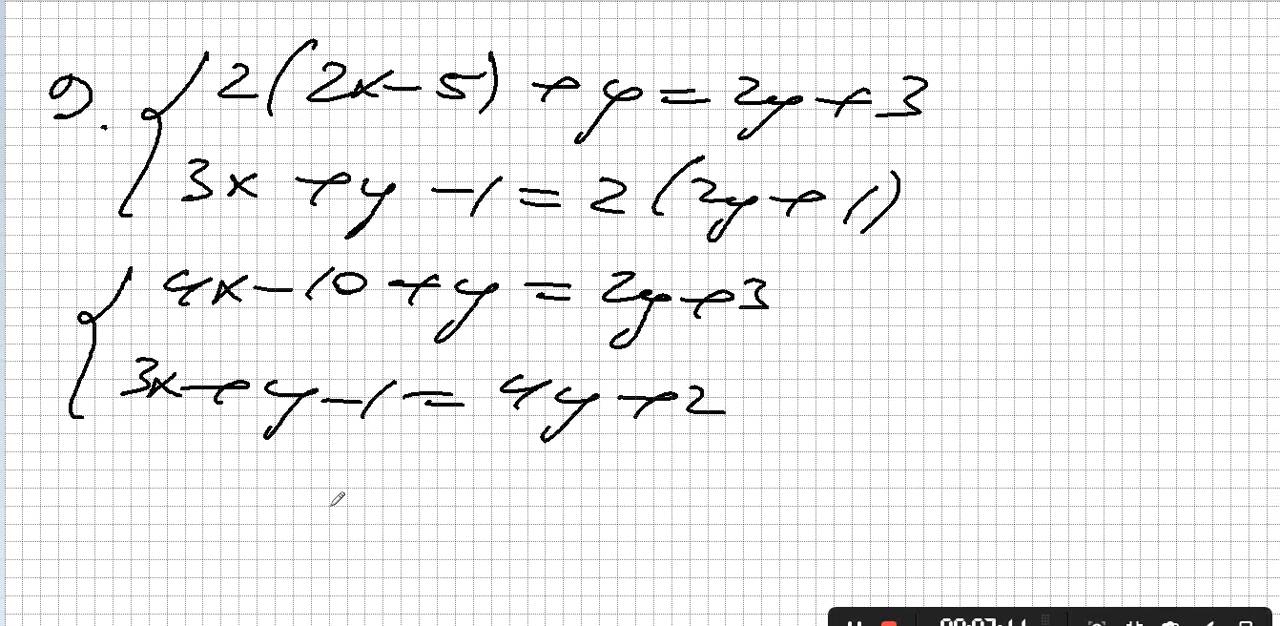 9. { 2(2x-5)+y=2y+3
3x+y-1=2(2y+1)
{ 4x-10+y=2y+3
3x+y-1=4y+2